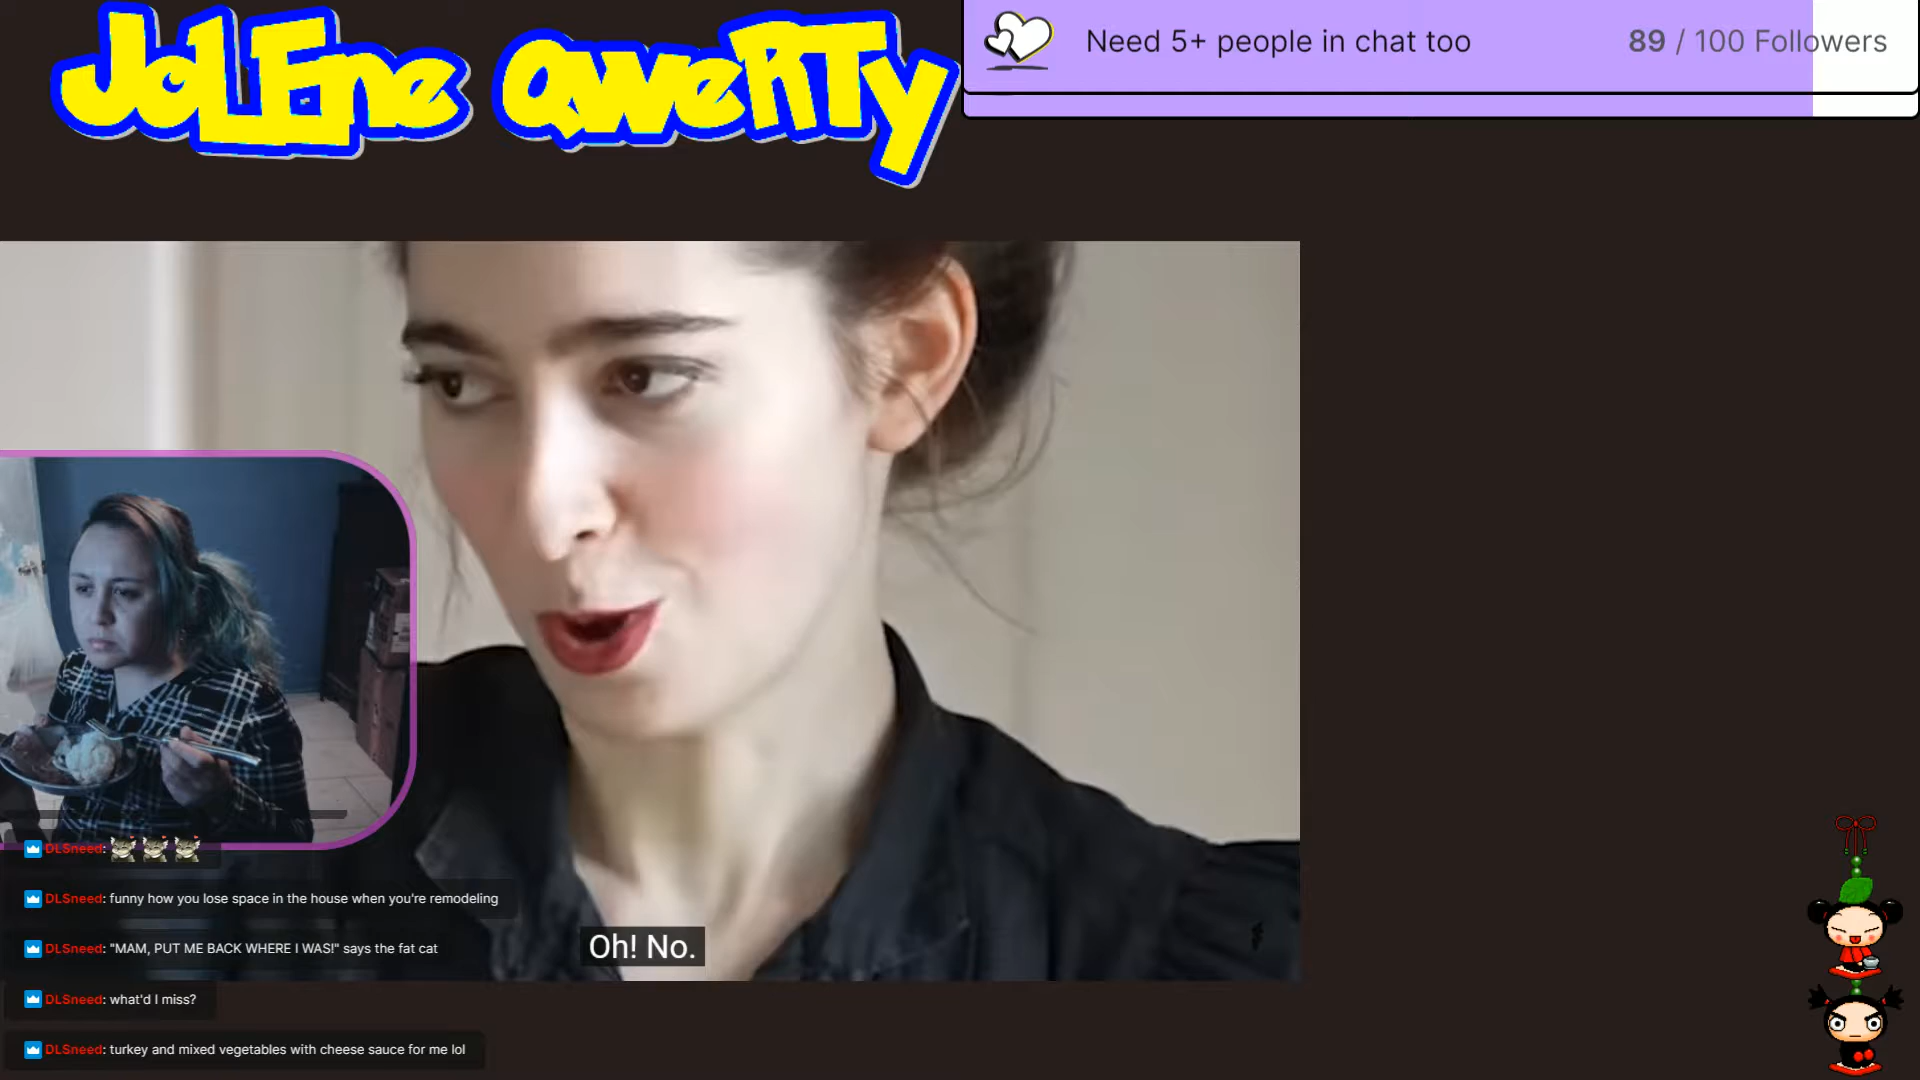 JoLEne QweRTy
Need 5+ people in chat too
89 / 100 Followers
DLSneed:
DLSneed: funny how you lose space in the house when you're remodeling
DLSneed: "MAM, PUT ME BACK WHERE I WAS!" says the fat cat
Oh! No.
DLSneed: what'd I miss?
DLSneed: turkey and mixed vegetables with cheese sauce for me lol